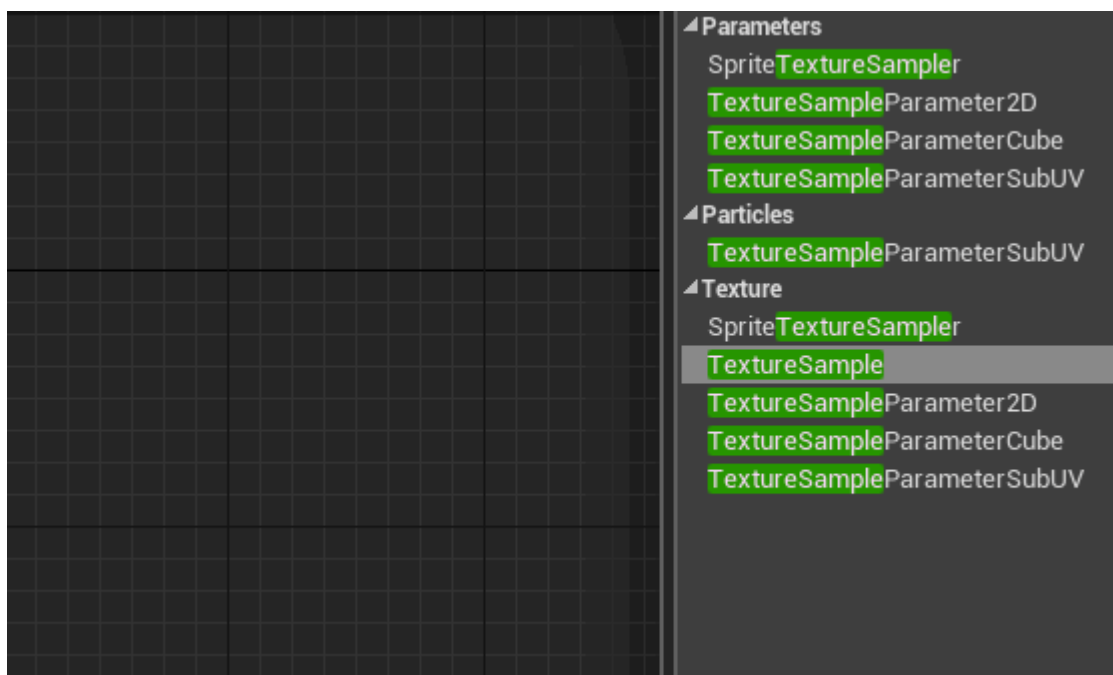 Parameters
SpriteTextureSampler
TextureSampleParameter2D
TextureSampleParameterCube
TextureSampleParameterSubUV
Particles
TextureSampleParameterSubUV
Texture
SpriteTextureSampler
TextureSample
TextureSampleParameter2D
TextureSampleParameterCube
TextureSampleParameterSubUV